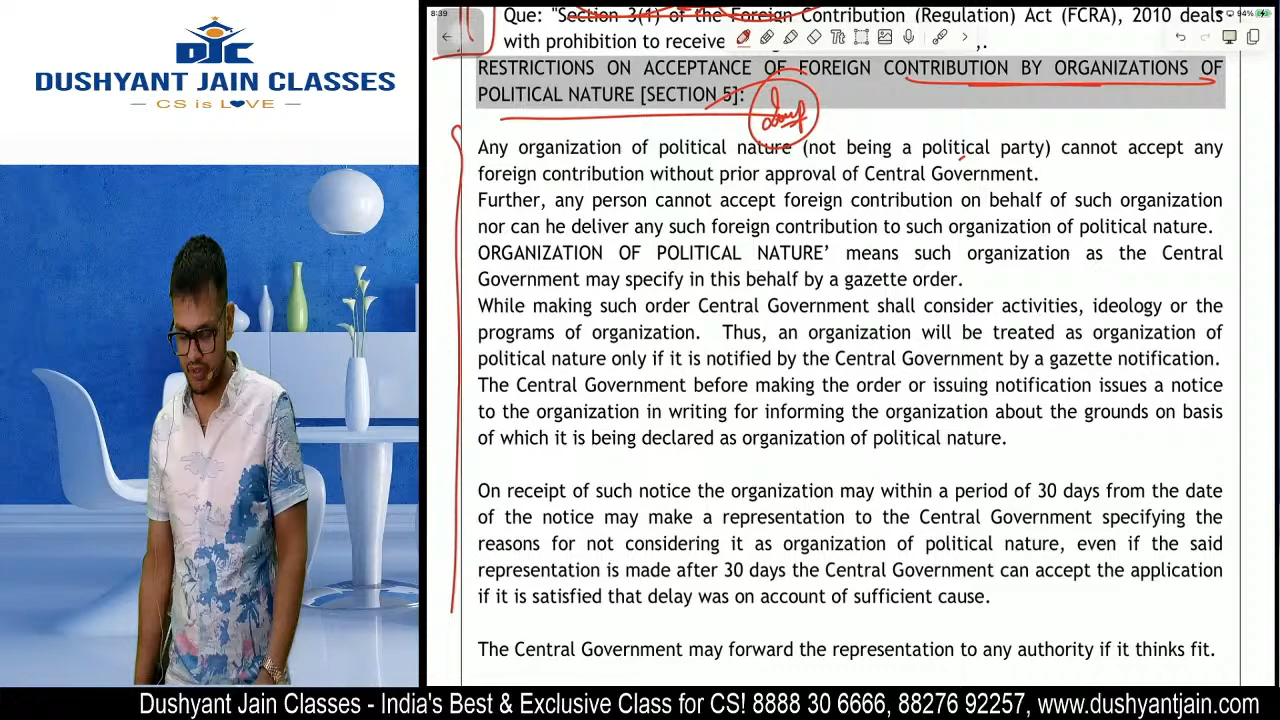 DJC
DUSHYANT JAIN CLASSES
CS is LOVE
8:39
94%
Que: "Section 3(1) of the Foreign Contribution (Regulation) Act (FCRA), 2010 deals
with prohibition to receive
RESTRICTIONS ON ACCEPTANCE OF FOREIGN CONTRIBUTION BY ORGANIZATIONS OF
POLITICAL NATURE [SECTION 5]:
Any organization of political nature (not being a political party) cannot accept any
foreign contribution without prior approval of Central Government.
Further, any person cannot accept foreign contribution on behalf of such organization
nor can he deliver any such foreign contribution to such organization of political nature.
ORGANIZATION OF POLITICAL NATURE’ means such organization as the Central
Government may specify in this behalf by a gazette order.
While making such order Central Government shall consider activities, ideology or the
programs of organization. Thus, an organization will be treated as organization of
political nature only if it is notified by the Central Government by a gazette notification.
The Central Government before making the order or issuing notification issues a notice
to the organization in writing for informing the organization about the grounds on basis
of which it is being declared as organization of political nature.
On receipt of such notice the organization may within a period of 30 days from the date
of the notice may make a representation to the Central Government specifying the
reasons for not considering it as organization of political nature, even if the said
representation is made after 30 days the Central Government can accept the application
if it is satisfied that delay was on account of sufficient cause.
The Central Government may forward the representation to any authority if it thinks fit.
Dushyant Jain Classes - India's Best & Exclusive Class for CS! 8888 30 6666, 88276 92257, www.dushyantjain.com